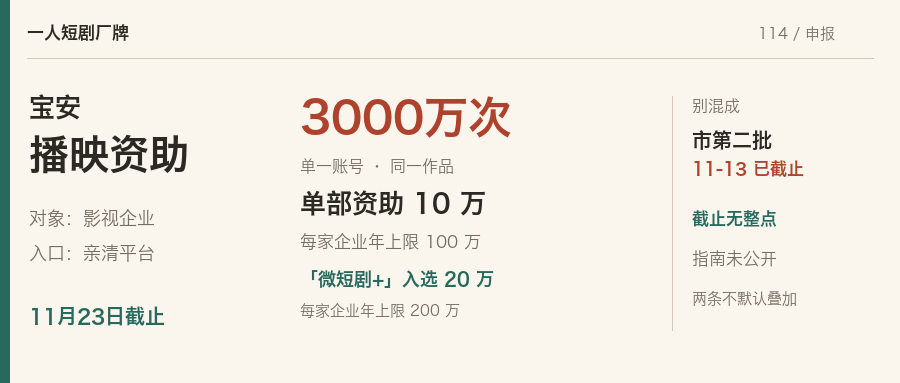 一人短剧厂牌
114 / 申报
宝安
播映资助
对象：影视企业
入口：亲清平台
11月23日截止
3000万次
单一账号 · 同一作品
单部资助 10 万
每家企业年上限 100 万
「微短剧+」入选 20 万
每家企业年上限 200 万
别混成
市第二批
11-13 已截止
截止无整点
指南未公开
两条不默认叠加